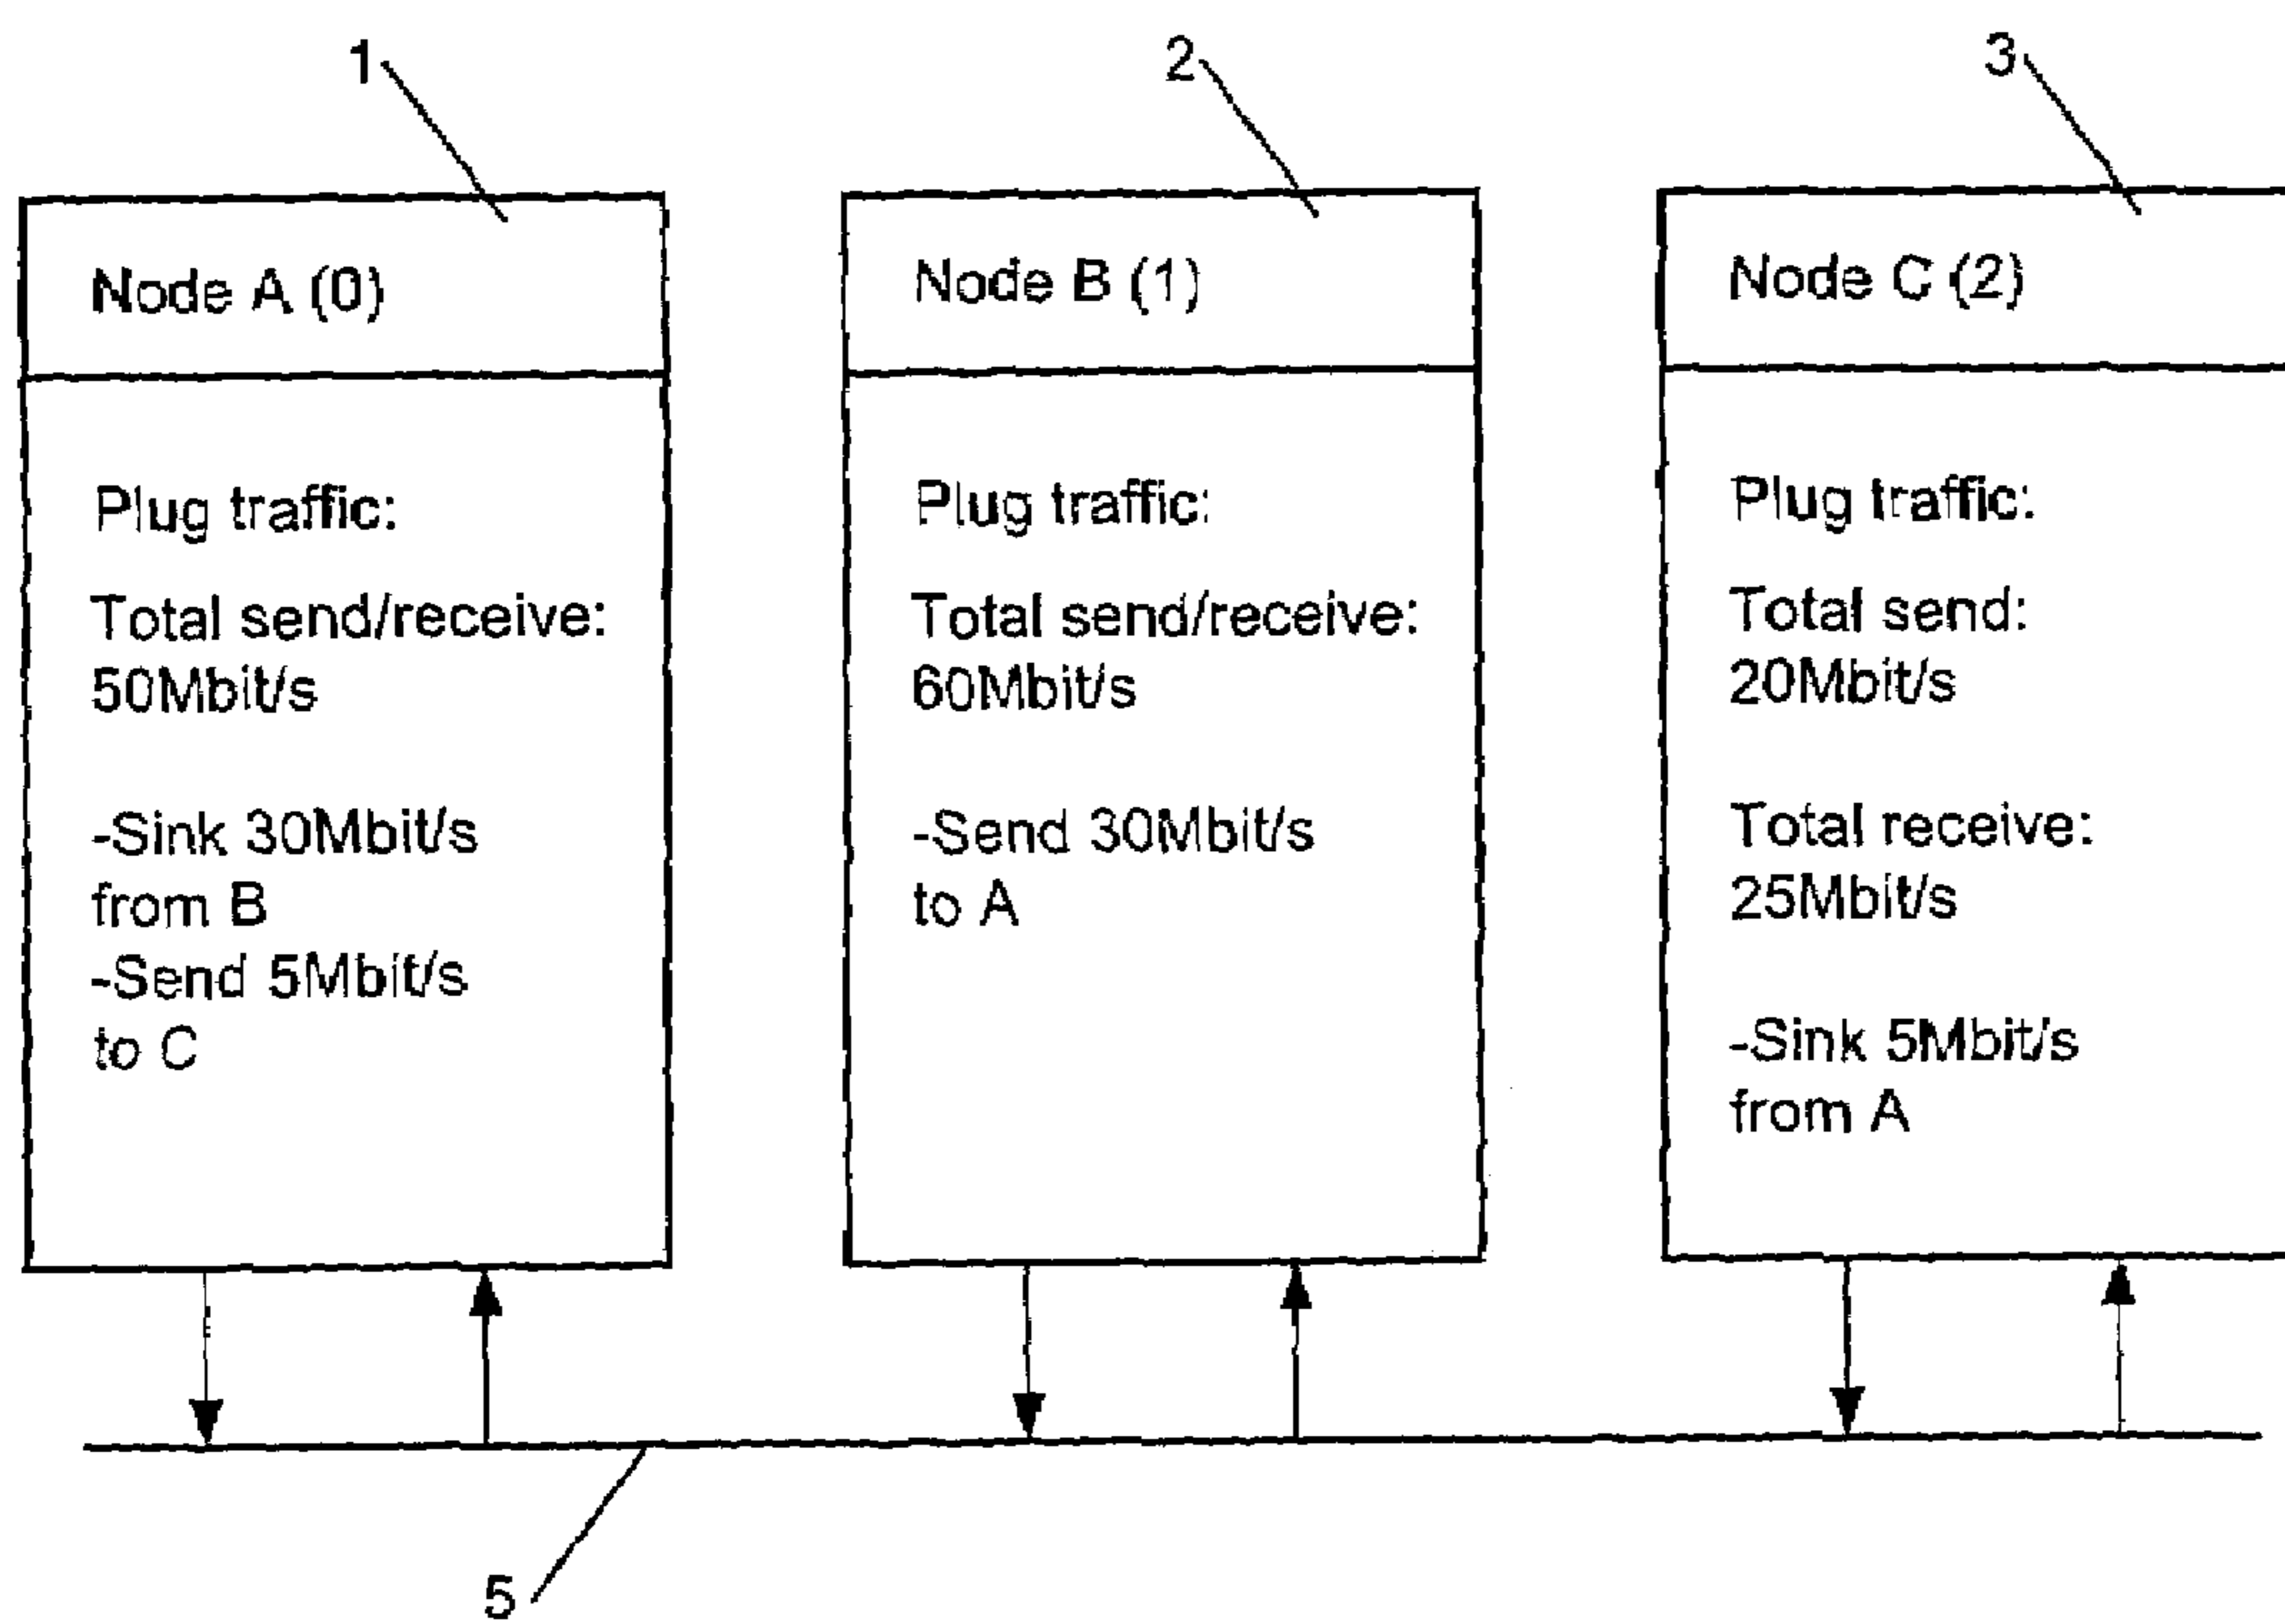 1
2
3
Node A (0)
Plug traffic:
Total send/receive:
50Mbit/s
-Sink 30Mbit/s
from B
-Send 5Mbit/s
to C
Node B (1)
Plug traffic:
Total send/receive:
60Mbit/s
-Send 30Mbit/s
to A
Node C (2)
Plug traffic:
Total send:
20Mbit/s
Total receive:
25Mbit/s
-Sink 5Mbit/s
from A
5